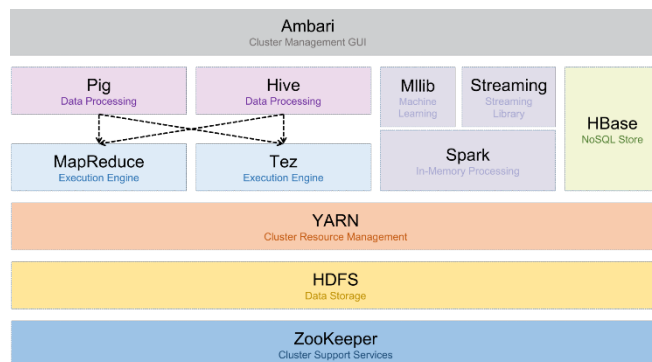 Ambari
Cluster Management GUI
Pig
Data Processing
Hive
Data Processing
Mllib
Machine
Learning
Streaming
Streaming
Library
HBase
NoSQL Store
MapReduce
Execution Engine
Tez
Execution Engine
Spark
In-Memory Processing
YARN
Cluster Resource Management
HDFS
Data Storage
ZooKeeper
Cluster Support Services